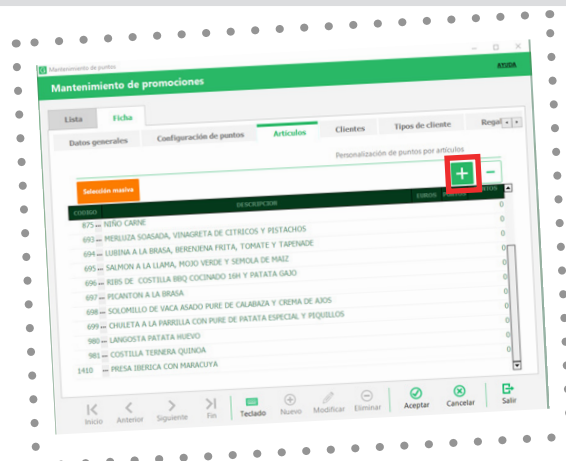 Mantenimiento de puntos
Mantenimiento de promociones
AYUDA
Lista Ficha
Datos generales Configuración de puntos Artículos Clientes Tipos de cliente Regal
Personalización de puntos por artículos
Selección masiva
+ −
CODIGO DESCRIPCION EUROS PUNTOS
875 ... NIÑO CARNE 0
693 ... MERLUZA SOASADA, VINAGRETA DE CITRICOS Y PISTACHOS 0
694 ... LUBINA A LA BRASA, BERENJENA FRITA, TOMATE Y TAPENADE 0
695 ... SALMON A LA LLAMA, MOJO VERDE Y SEMOLA DE MAIZ 0
696 ... RIBS DE COSTILLA BBQ COCINADO 16H Y PATATA GAJO 0
697 ... PICANTON A LA BRASA 0
698 ... SOLOMILLO DE VACA ASADO PURE DE CALABAZA Y CREMA DE AJOS 0
699 ... CHULETA A LA PARRILLA CON PURE DE PATATA ESPECIAL Y PIQUILLOS 0
980 ... LANGOSTA PATATA HUEVO 0
981 ... COSTILLA TERNERA QUINOA 0
1410 ... PRESA IBERICA CON MARACUYA 0
Inicio Anterior Siguiente Fin Teclado Nuevo Modificar Eliminar Aceptar Cancelar Salir